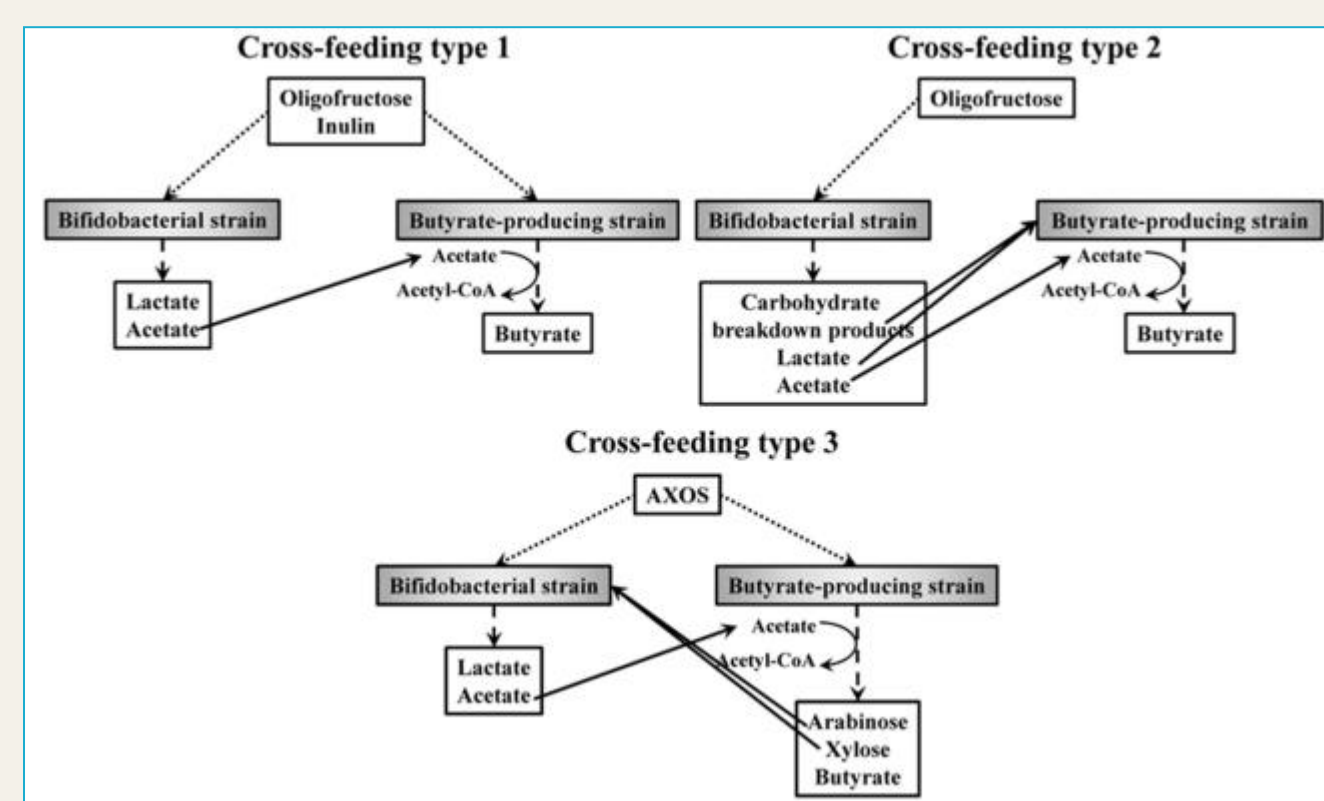 Cross-feeding type 1
Oligofructose
Inulin
Bifidobacterial strain
Butyrate-producing strain
Acetate
Acetyl-CoA
Lactate
Acetate
Butyrate
Cross-feeding type 2
Oligofructose
Bifidobacterial strain
Butyrate-producing strain
Acetate
Acetyl-CoA
Carbohydrate
breakdown products
Lactate
Acetate
Butyrate
Cross-feeding type 3
AXOS
Bifidobacterial strain
Butyrate-producing strain
Acetate
Acetyl-CoA
Lactate
Acetate
Arabinose
Xylose
Butyrate